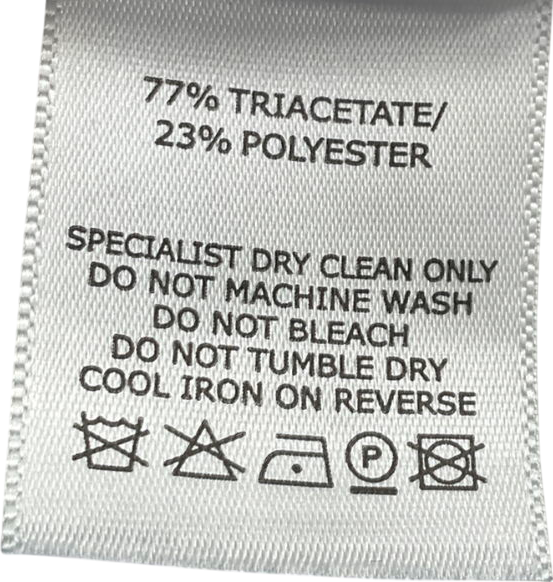 77% TRIACETATE/
23% POLYESTER
SPECIALIST DRY CLEAN ONLY
DO NOT MACHINE WASH
DO NOT BLEACH
DO NOT TUMBLE DRY
COOL IRON ON REVERSE
P